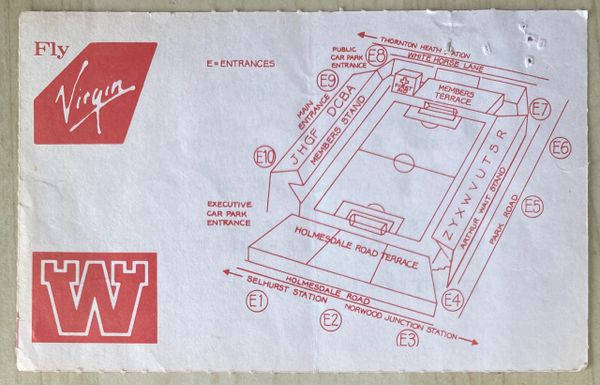 Fly
Virgin
W
E = ENTRANCES
THORNTON HEATH STATION
WHITE HORSE LANE
PUBLIC
CAR PARK
ENTRANCE
E8
E9
MAIN
ENTRANCE
E10
FIRST
AID
MEMBERS
TERRACE
E7
E6
E5
E4
J H G F D C B A
MEMBERS STAND
Z Y X W V U T S R
ARTHUR WAIT STAND
PARK ROAD
EXECUTIVE
CAR PARK
ENTRANCE
HOLMESDALE ROAD TERRACE
HOLMESDALE ROAD
SELHURST STATION
NORWOOD JUNCTION STATION
E1
E2
E3